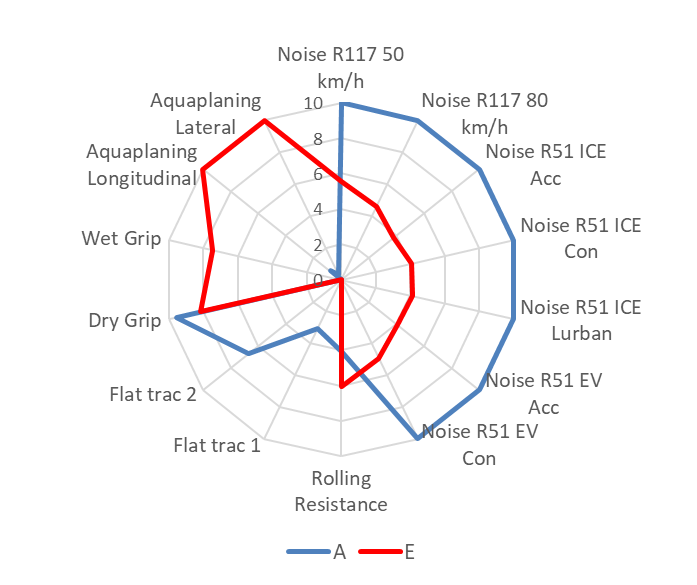 Noise R117 50
km/h
Noise R117 80
km/h
Noise R51 ICE
Acc
Noise R51 ICE
Con
Noise R51 ICE
Lurban
Noise R51 EV
Acc
Noise R51 EV
Con
Rolling
Resistance
Flat trac 1
Flat trac 2
Dry Grip
Wet Grip
Aquaplaning
Longitudinal
Aquaplaning
Lateral
10
8
6
4
2
0
A
E